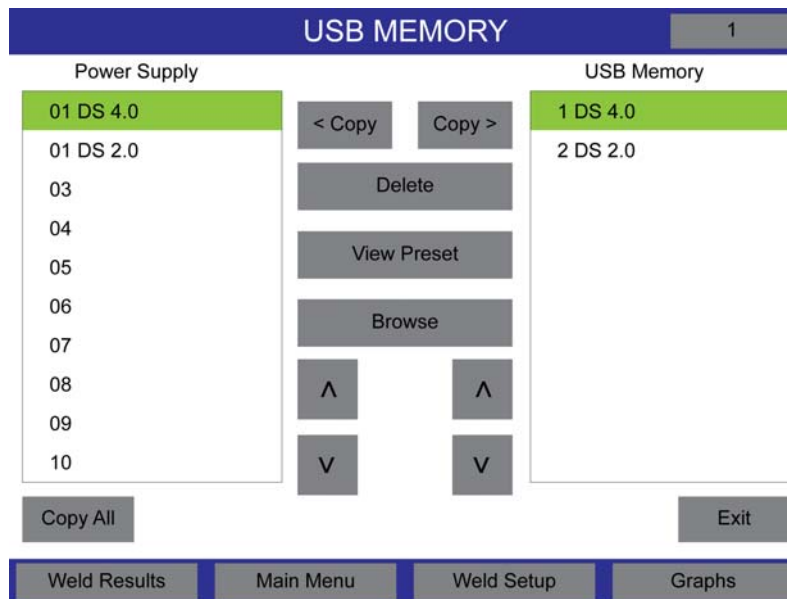 USB MEMORY
1
Power Supply
USB Memory
01 DS 4.0
01 DS 2.0
03
04
05
06
07
08
09
10
< Copy
Copy >
Delete
View Preset
Browse
ʌ
ʌ
v
v
1 DS 4.0
2 DS 2.0
Copy All
Exit
Weld Results
Main Menu
Weld Setup
Graphs